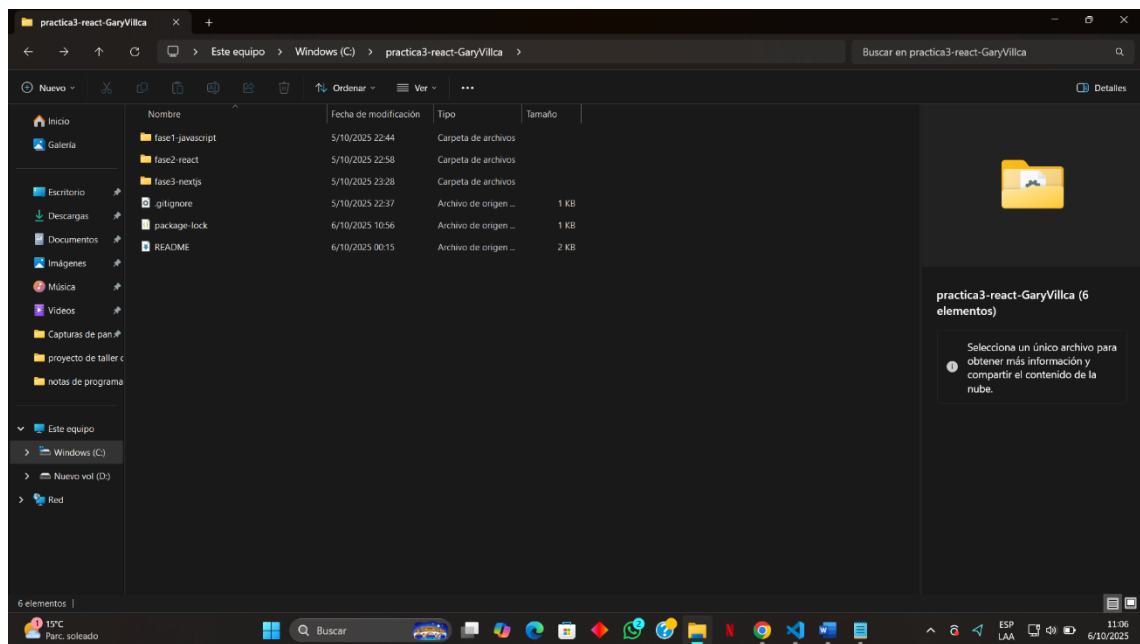 practica3-react-GaryVillca
Este equipo > Windows (C:) > practica3-react-GaryVillca >
Buscar en practica3-react-GaryVillca
Nuevo
Ordenar
Ver
Detalles
Inicio
Galería
Escritorio
Descargas
Documentos
Imágenes
Música
Videos
Capturas de pan
proyecto de taller c
notas de programa
Este equipo
Windows (C:)
Nuevo vol (D:)
Red
Nombre Fecha de modificación Tipo Tamaño
fase1-javascript 5/10/2025 22:44 Carpeta de archivos
fase2-react 5/10/2025 22:58 Carpeta de archivos
fase3-nextjs 5/10/2025 23:28 Carpeta de archivos
.gitignore 5/10/2025 22:37 Archivo de origen ... 1 KB
package-lock 6/10/2025 10:56 Archivo de origen ... 1 KB
README 6/10/2025 00:15 Archivo de origen ... 2 KB
practica3-react-GaryVillca (6
elementos)
Selecciona un único archivo para
obtener más información y
compartir el contenido de la
nube.
6 elementos
1
15°C
Parc. soleado
Buscar
2
ESP
LAA
11:06
6/10/2025